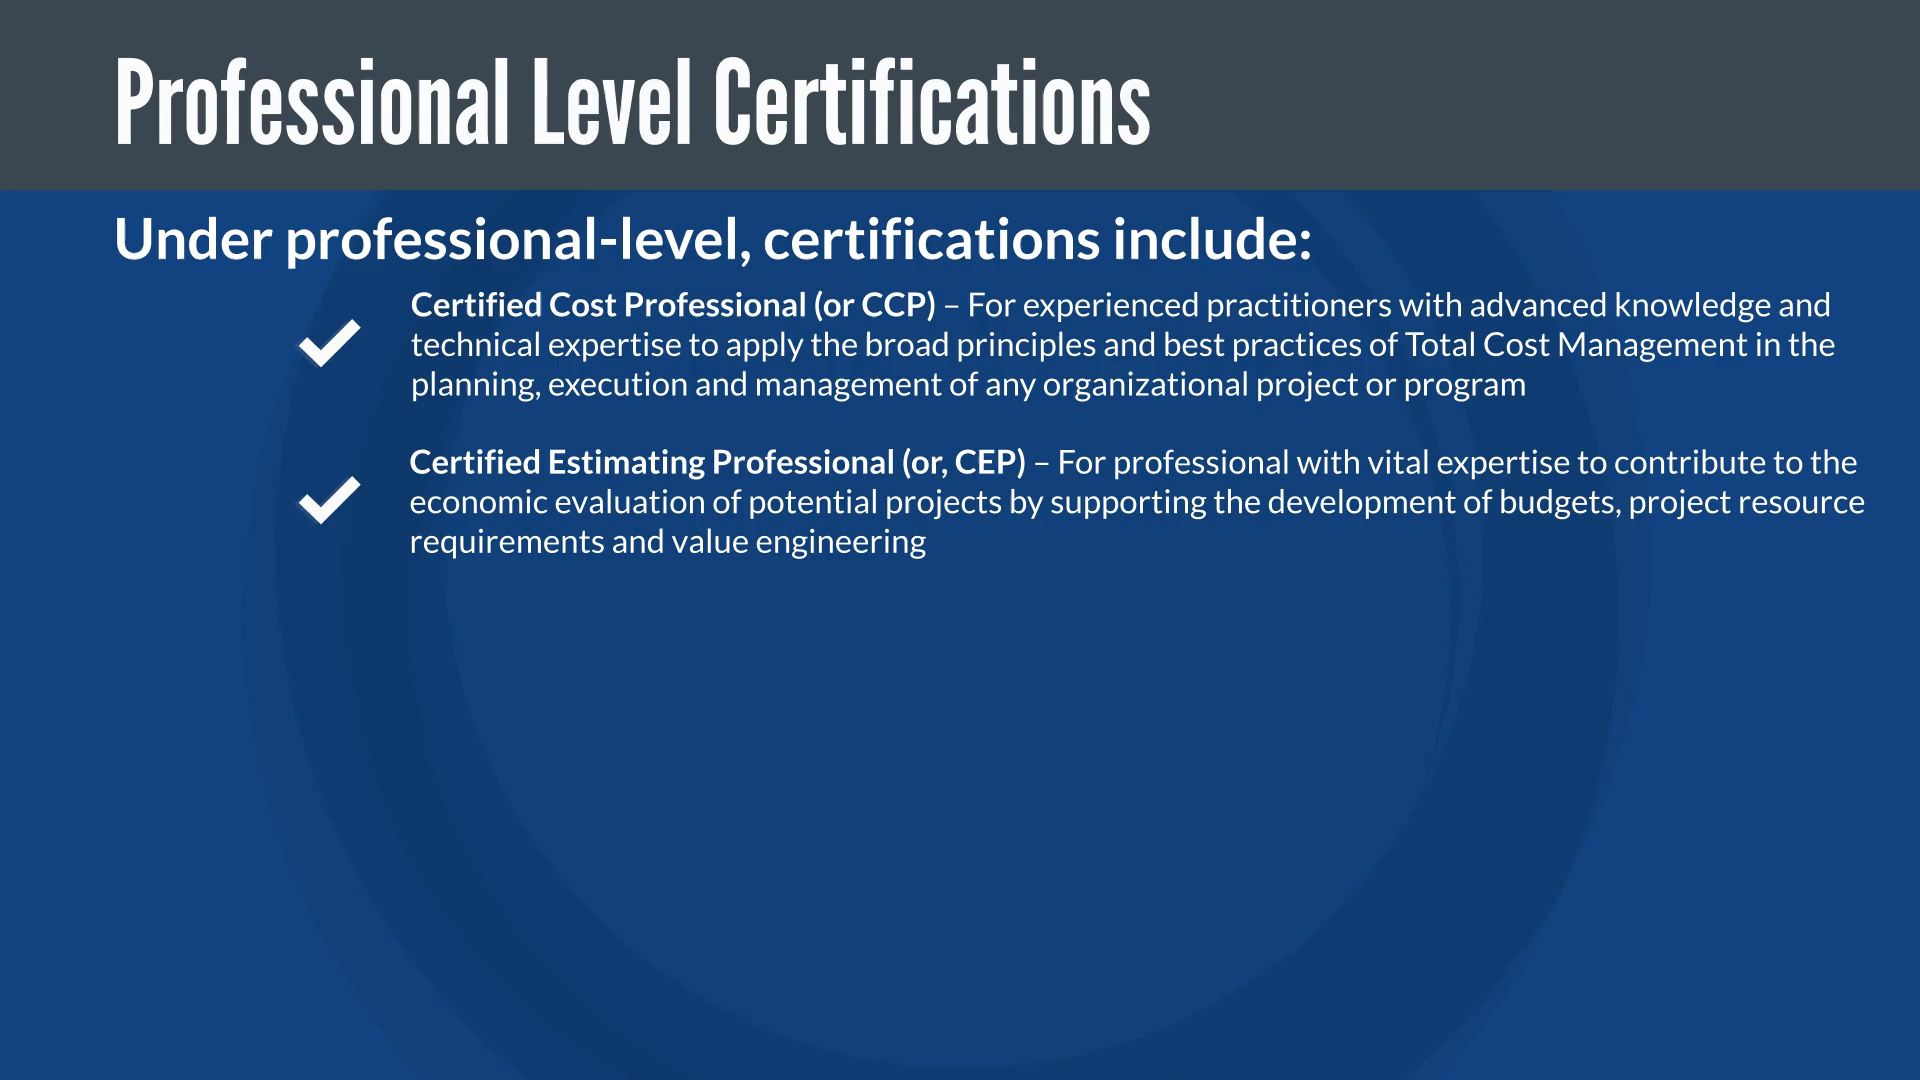 Professional Level Certifications
Under professional-level, certifications include:
Certified Cost Professional (or CCP) – For experienced practitioners with advanced knowledge and
technical expertise to apply the broad principles and best practices of Total Cost Management in the
planning, execution and management of any organizational project or program
Certified Estimating Professional (or, CEP) – For professional with vital expertise to contribute to the
economic evaluation of potential projects by supporting the development of budgets, project resource
requirements and value engineering